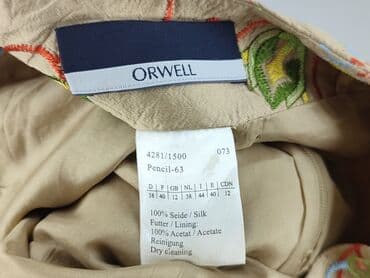 ORWELL
4281/1500 073
Pencil-63
D F GB NL I E CDN
38 40 12 38 44 40 12
100% Seide / Silk
Futter / Lining:
100% Acetat / Acetate
Reinigung
Dry cleaning